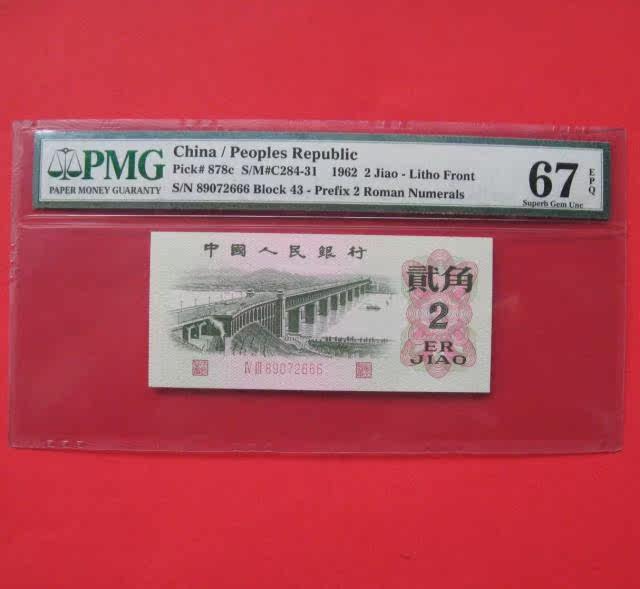 PMG
PAPER MONEY GUARANTY
China / Peoples Republic
Pick# 878c S/M#C284-31 1962 2 Jiao - Litho Front
S/N 89072666 Block 43 - Prefix 2 Roman Numerals
67
EPQ
Superb Gem Unc
中國人民銀行
貳角
2
ER
JIAO
IV III 89072666